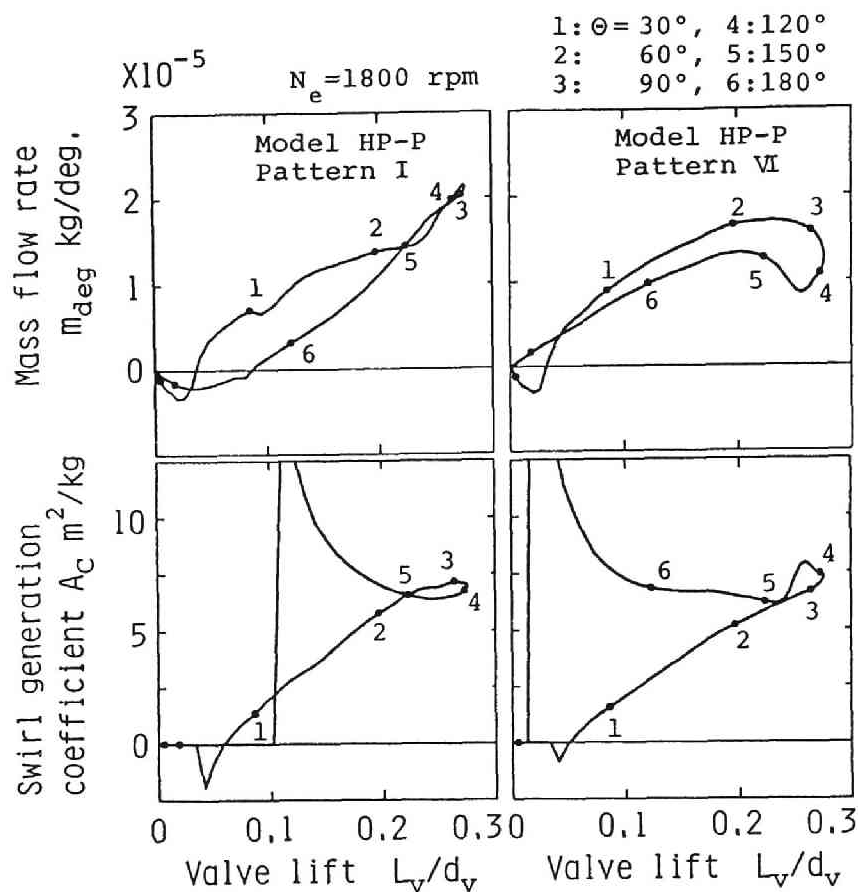 1: Θ= 30°, 4:120°
2: 60°, 5:150°
3: 90°, 6:180°
X10⁻⁵
Nₑ=1800 rpm
Mass flow rate
m_deg kg/deg.
3
2
1
0
Model HP-P
Pattern I
1
2
3
4
5
6
Model HP-P
Pattern VI
1
2
3
4
5
6
Swirl generation
coefficient A_C m²/kg
10
5
0
1
2
3
4
5
1
2
3
4
5
6
0 0.1 0.2 0.3
0 0.1 0.2 0.3
Valve lift L_v/d_v
Valve lift L_v/d_v